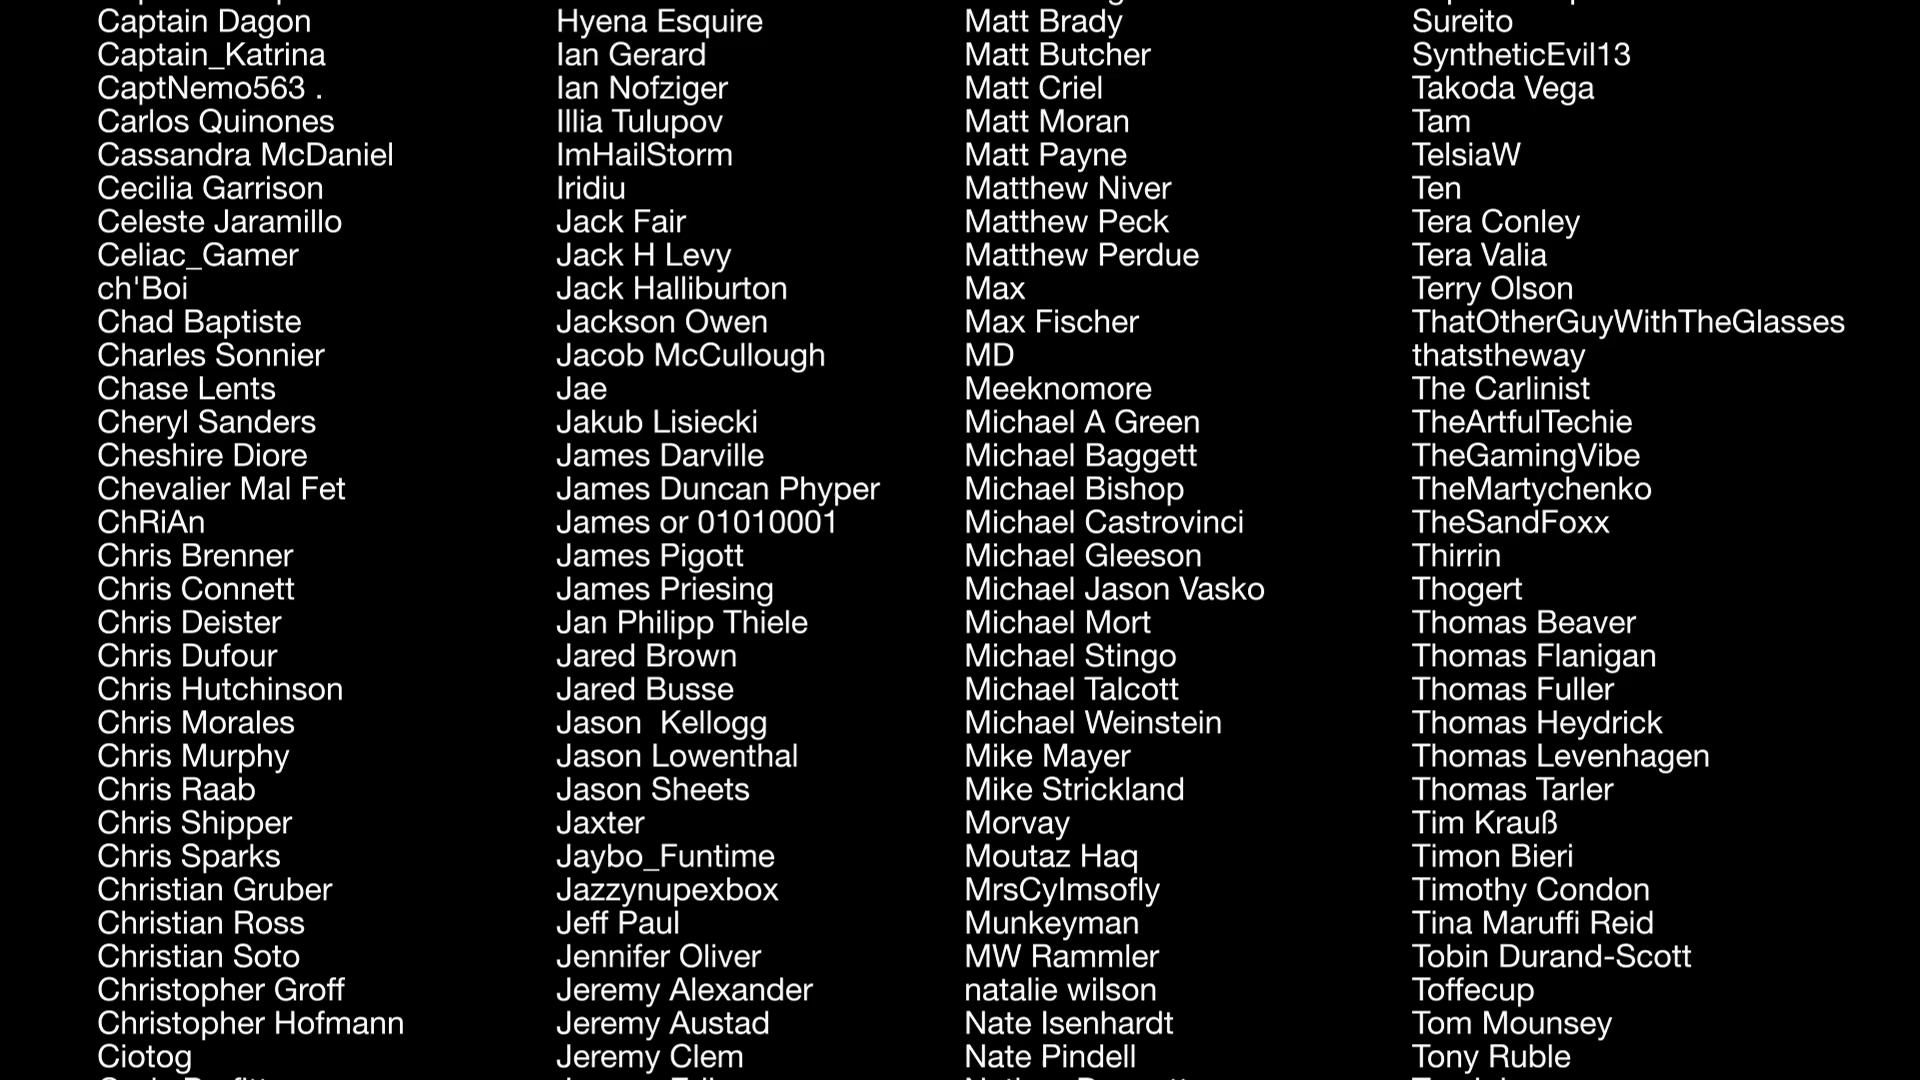 Captain Dagon
Captain_Katrina
CaptNemo563 .
Carlos Quinones
Cassandra McDaniel
Cecilia Garrison
Celeste Jaramillo
Celiac_Gamer
ch'Boi
Chad Baptiste
Charles Sonnier
Chase Lents
Cheryl Sanders
Cheshire Diore
Chevalier Mal Fet
ChRiAn
Chris Brenner
Chris Connett
Chris Deister
Chris Dufour
Chris Hutchinson
Chris Morales
Chris Murphy
Chris Raab
Chris Shipper
Chris Sparks
Christian Gruber
Christian Ross
Christian Soto
Christopher Groff
Christopher Hofmann
Ciotog
Hyena Esquire
Ian Gerard
Ian Nofziger
Illia Tulupov
ImHailStorm
Iridiu
Jack Fair
Jack H Levy
Jack Halliburton
Jackson Owen
Jacob McCullough
Jae
Jakub Lisiecki
James Darville
James Duncan Phyper
James or 01010001
James Pigott
James Priesing
Jan Philipp Thiele
Jared Brown
Jared Busse
Jason  Kellogg
Jason Lowenthal
Jason Sheets
Jaxter
Jaybo_Funtime
Jazzynupexbox
Jeff Paul
Jennifer Oliver
Jeremy Alexander
Jeremy Austad
Jeremy Clem
Matt Brady
Matt Butcher
Matt Criel
Matt Moran
Matt Payne
Matthew Niver
Matthew Peck
Matthew Perdue
Max
Max Fischer
MD
Meeknomore
Michael A Green
Michael Baggett
Michael Bishop
Michael Castrovinci
Michael Gleeson
Michael Jason Vasko
Michael Mort
Michael Stingo
Michael Talcott
Michael Weinstein
Mike Mayer
Mike Strickland
Morvay
Moutaz Haq
MrsCylmsofly
Munkeyman
MW Rammler
natalie wilson
Nate Isenhardt
Nate Pindell
Sureito
SyntheticEvil13
Takoda Vega
Tam
TelsiaW
Ten
Tera Conley
Tera Valia
Terry Olson
ThatOtherGuyWithTheGlasses
thatstheway
The Carlinist
TheArtfulTechie
TheGamingVibe
TheMartychenko
TheSandFoxx
Thirrin
Thogert
Thomas Beaver
Thomas Flanigan
Thomas Fuller
Thomas Heydrick
Thomas Levenhagen
Thomas Tarler
Tim Krauß
Timon Bieri
Timothy Condon
Tina Maruffi Reid
Tobin Durand-Scott
Toffecup
Tom Mounsey
Tony Ruble